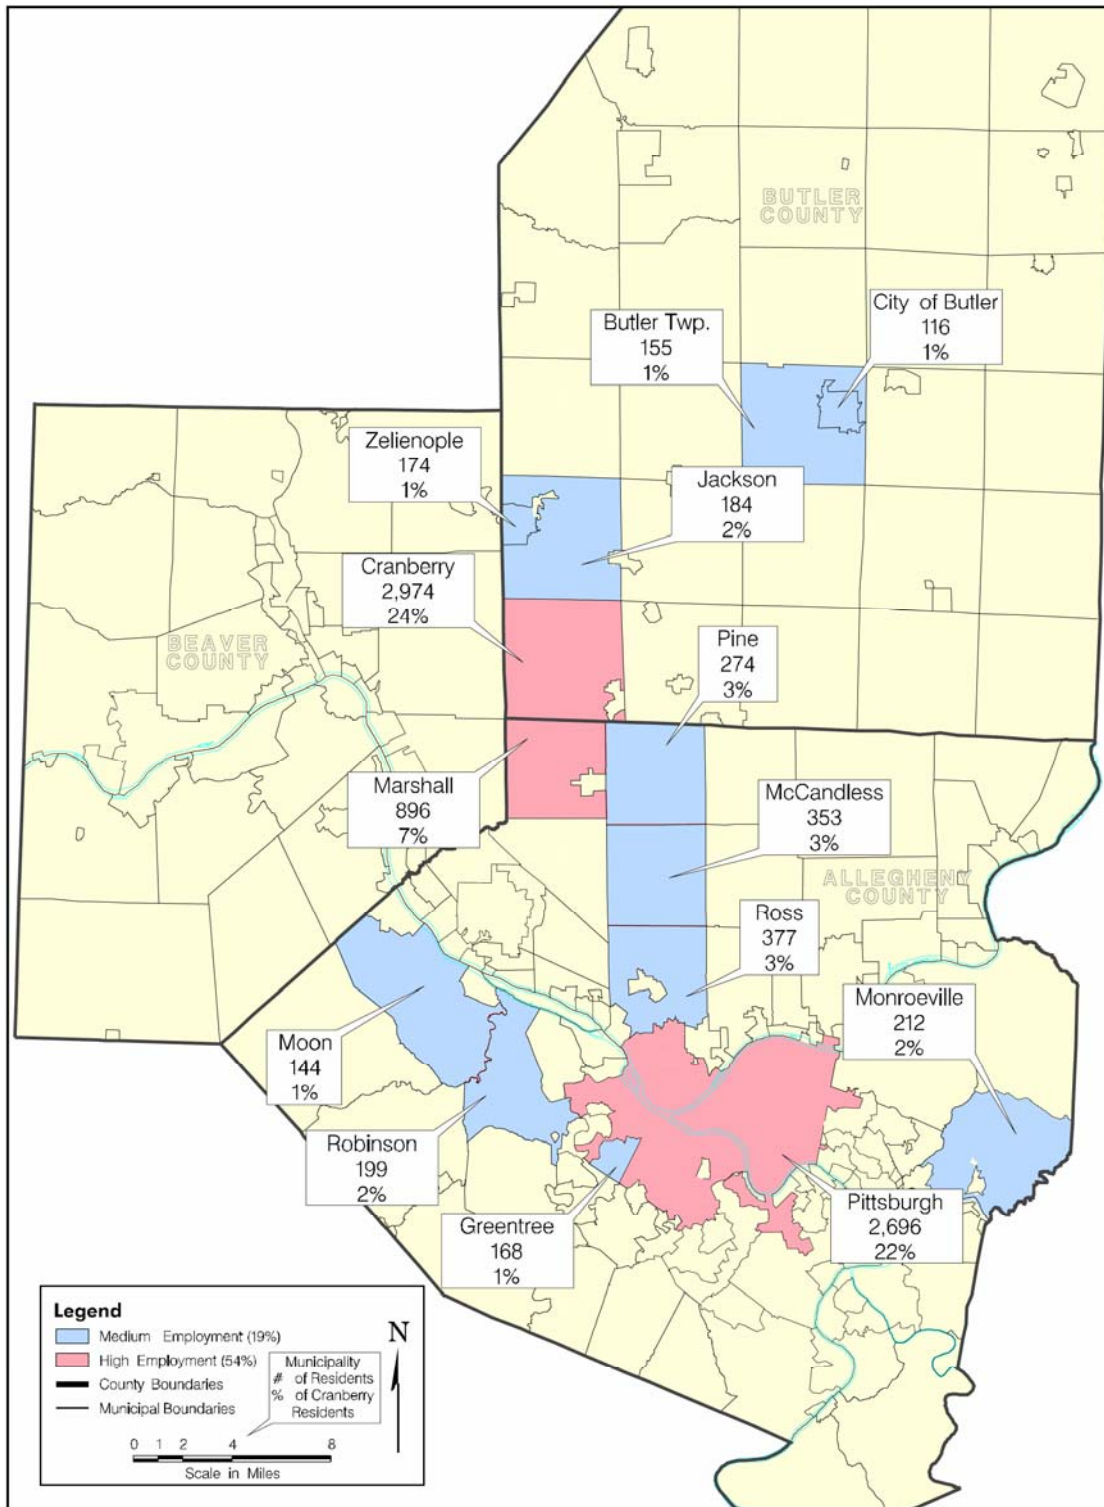 BUTLER
COUNTY
City of Butler
116
1%
Butler Twp.
155
1%
Zelienople
174
1%
Jackson
184
2%
Cranberry
2,974
24%
BEAVER
COUNTY
Pine
274
3%
Marshall
896
7%
McCandless
353
3%
ALLEGHENY
COUNTY
Ross
377
3%
Monroeville
212
2%
Moon
144
1%
Robinson
199
2%
Pittsburgh
2,696
22%
Greentree
168
1%
Legend
Medium Employment (19%)
High Employment (54%)
County Boundaries
Municipal Boundaries
Municipality
# of Residents
% of Cranberry
Residents
N
0 1 2 4 8
Scale in Miles